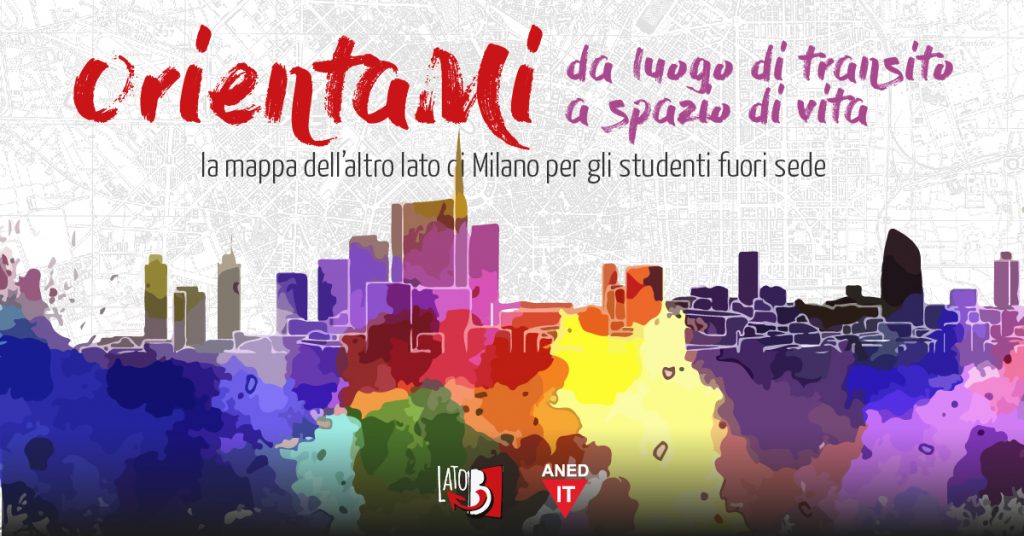 OrientaMi
da luogo di transito
a spazio di vita
la mappa dell'altro lato di Milano per gli studenti fuori sede
LATO B
ANED
IT